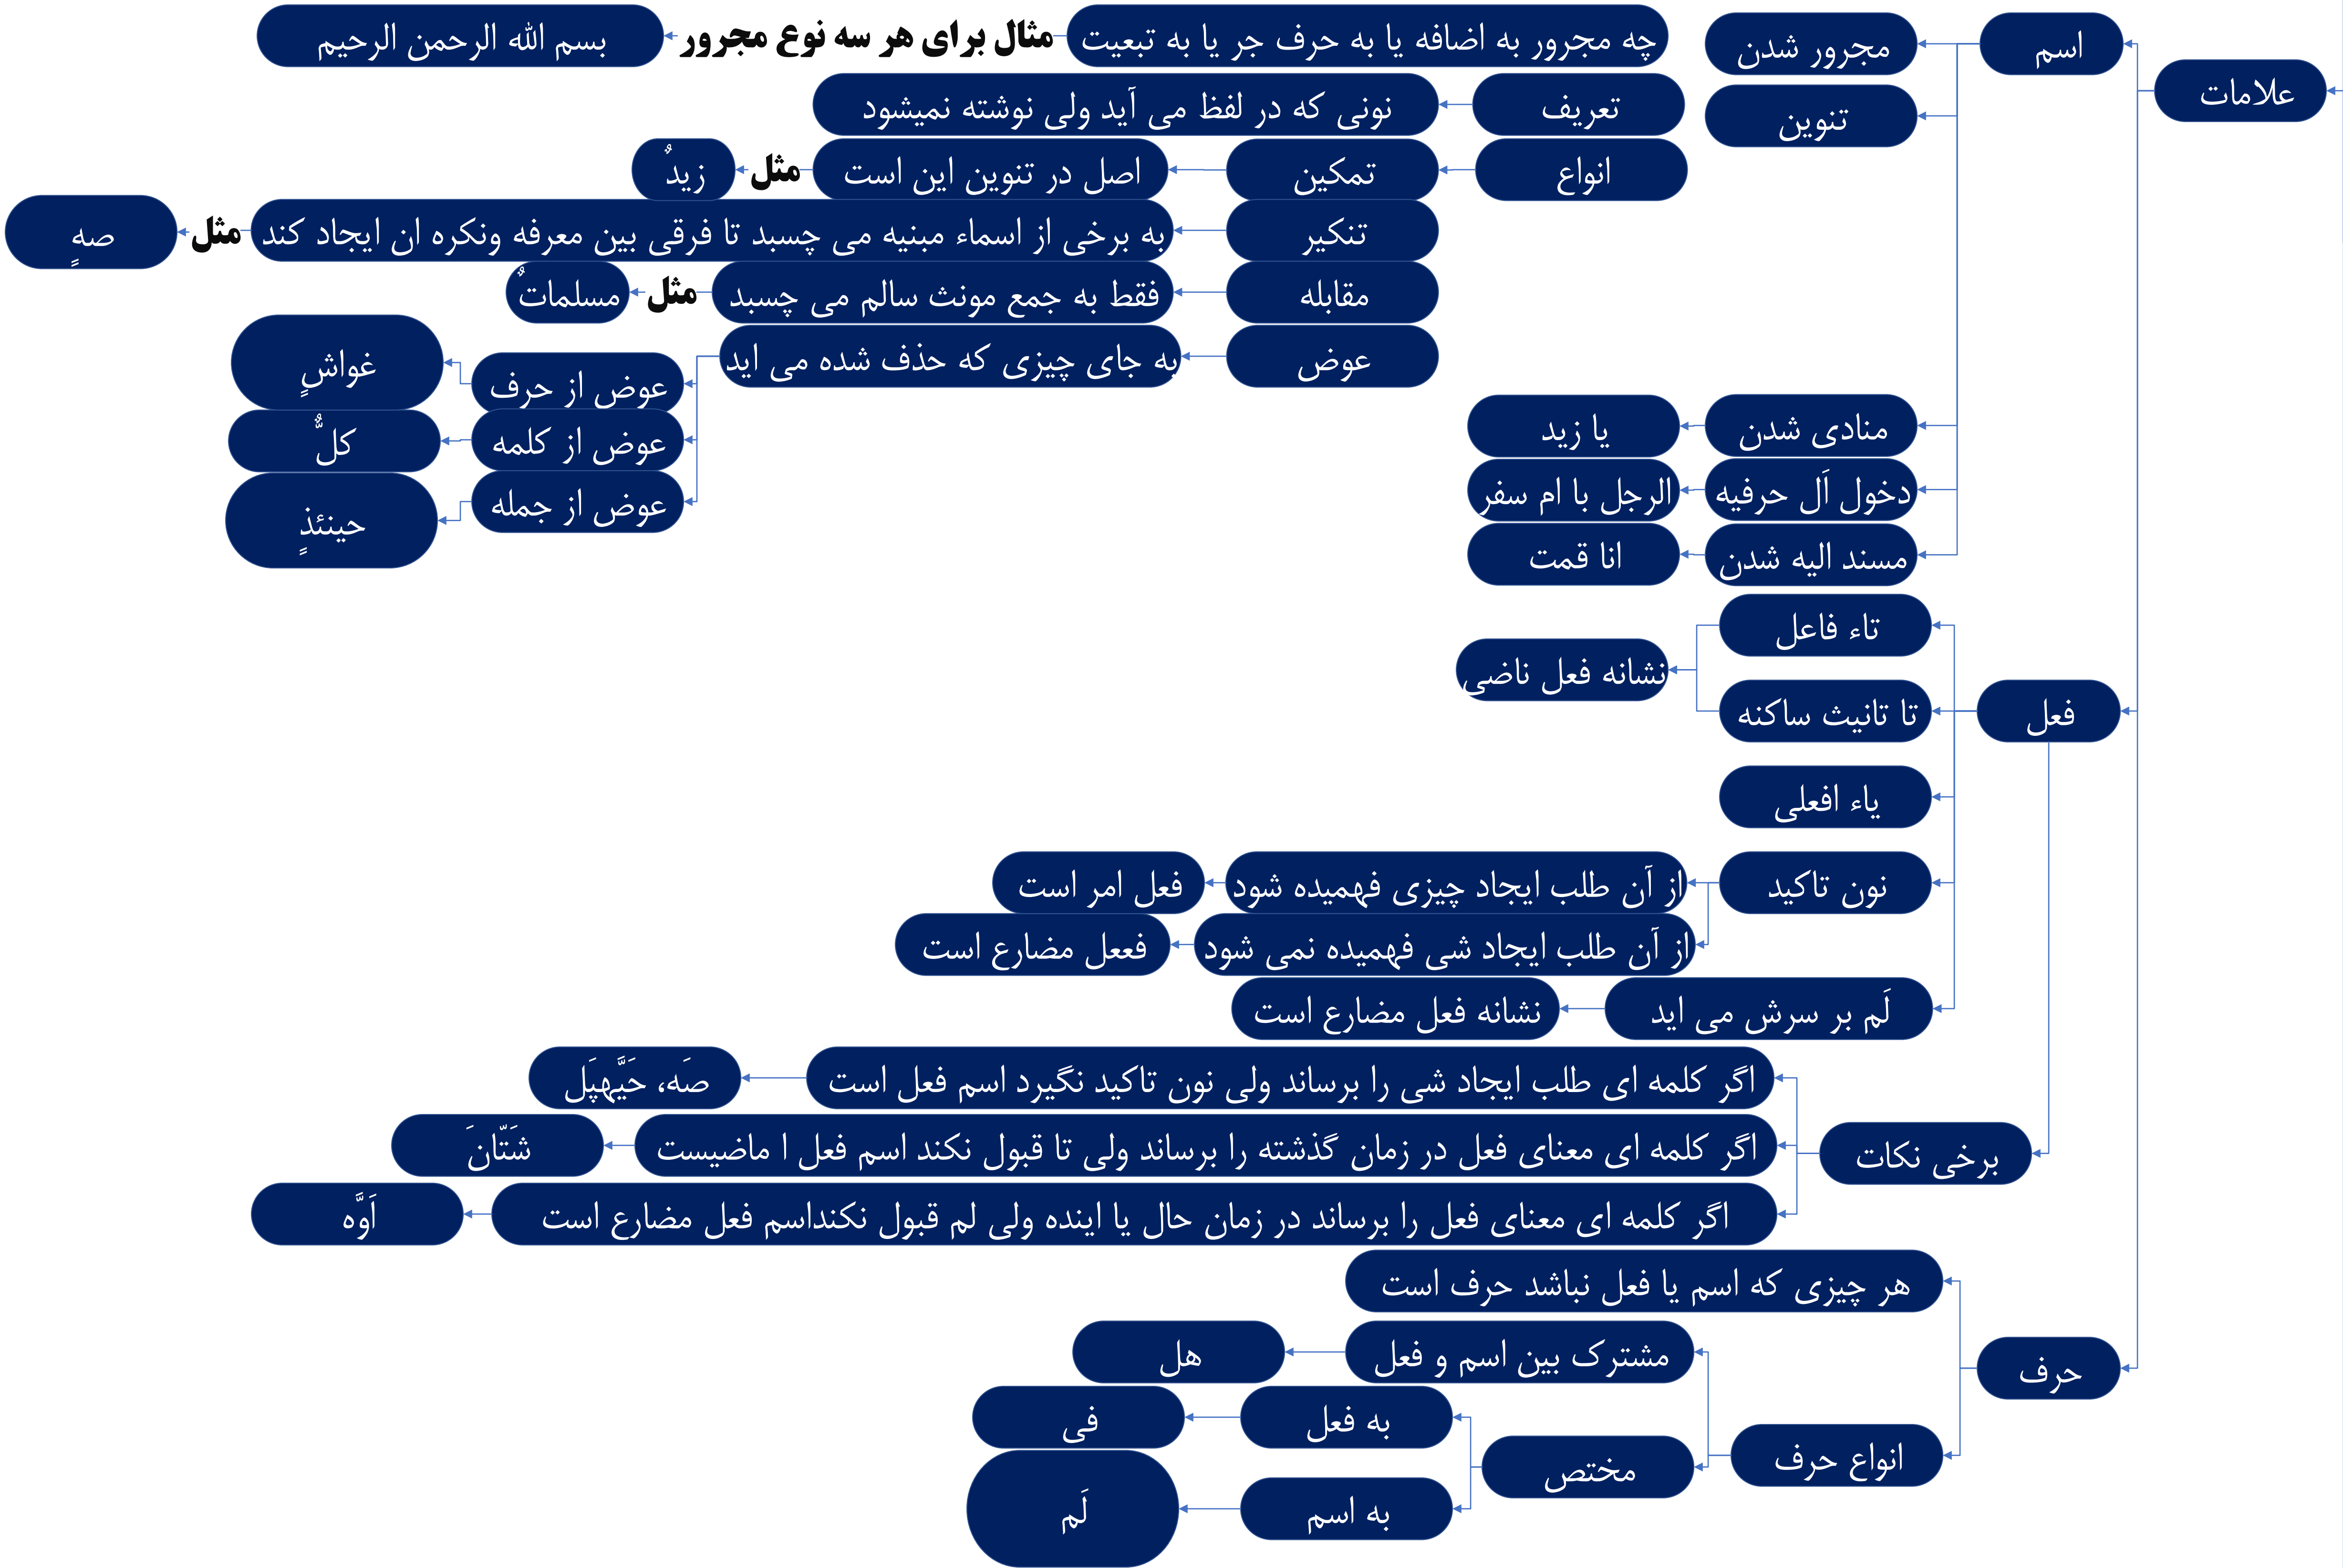 علامات
اسم
مجرور شدن
چه مجرور به اضافه یا به حرف جر یا به تبعیت
مثال برای هر سه نوع مجرور
بسم الله الرحمن الرحیم
تنوین
تعریف
نونی که در لفظ می آید ولی نوشته نمیشود
انواع
تمکین
اصل در تنوین این است
مثل
زیدٌ
تنکیر
به برخی از اسماء مبنیه می چسبد تا فرقی بین معرفه ونکره ان ایجاد کند
مثل
صهٍ
مقابله
فقط به جمع مونث سالم می چسبد
مثل
مسلماتٌ
عوض
به جای چیزی که حذف شده می اید
عوض از حرف
غواشٍ
عوض از کلمه
کلٌّ
عوض از جمله
حینئذٍ
منادی شدن
یا زید
دخول اَل حرفیه
الرجل با ام سفر
مسند الیه شدن
انا قمت
فعل
تاء فاعل
تا تانیث ساکنه
نشانه فعل ناضی
یاء افعلی
نون تاکید
از آن طلب ایجاد چیزی فهمیده شود
فعل امر است
از آن طلب ایجاد شی فهمیده نمی شود
فععل مضارع است
لَم بر سرش می اید
نشانه فعل مضارع است
برخی نکات
اگر کلمه ای طلب ایجاد شی را برساند ولی نون تاکید نگیرد اسم فعل است
صَه، حَیَّهپَل
اگر کلمه ای معنای فعل در زمان گذشته را برساند ولی تا قبول نکند اسم فعل ا ماضیست
شَتّانَ
اگر کلمه ای معنای فعل را برساند در زمان حال یا اینده ولی لم قبول نکنداسم فعل مضارع است
اَوَّه
حرف
هر چیزی که اسم یا فعل نباشد حرف است
انواع حرف
مشترک بین اسم و فعل
هل
مختص
به فعل
فی
به اسم
لَم